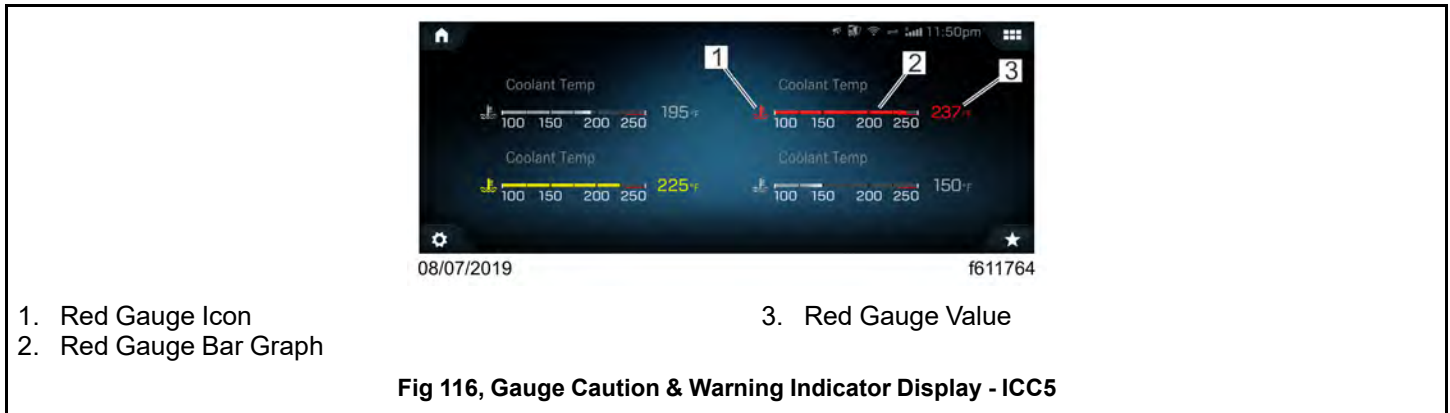 11:50pm
1
2
3
Coolant Temp
Coolant Temp
195°F
237°F
100 150 200 250
100 150 200 250
Coolant Temp
Coolant Temp
225°F
150°F
100 150 200 250
100 150 200 250
08/07/2019
f611764
1. Red Gauge Icon
3. Red Gauge Value
2. Red Gauge Bar Graph
Fig 116, Gauge Caution & Warning Indicator Display - ICC5